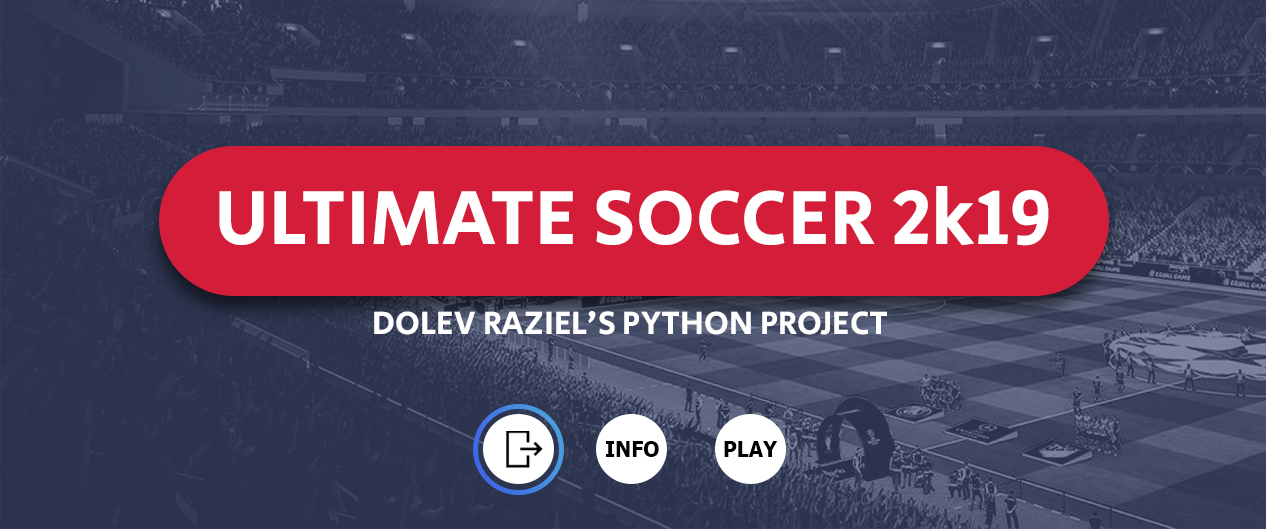 ULTIMATE SOCCER 2k19
DOLEV RAZIEL’S PYTHON PROJECT
INFO PLAY